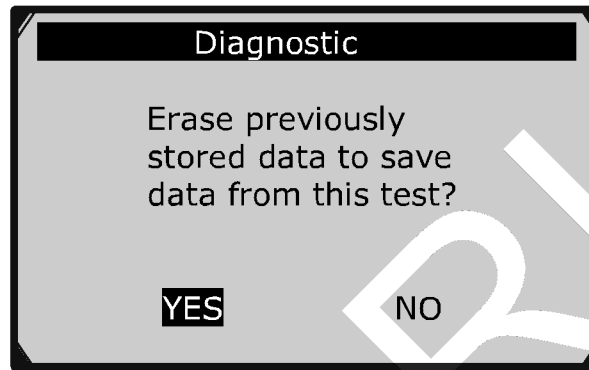 Diagnostic
Erase previously
stored data to save
data from this test?
YES NO